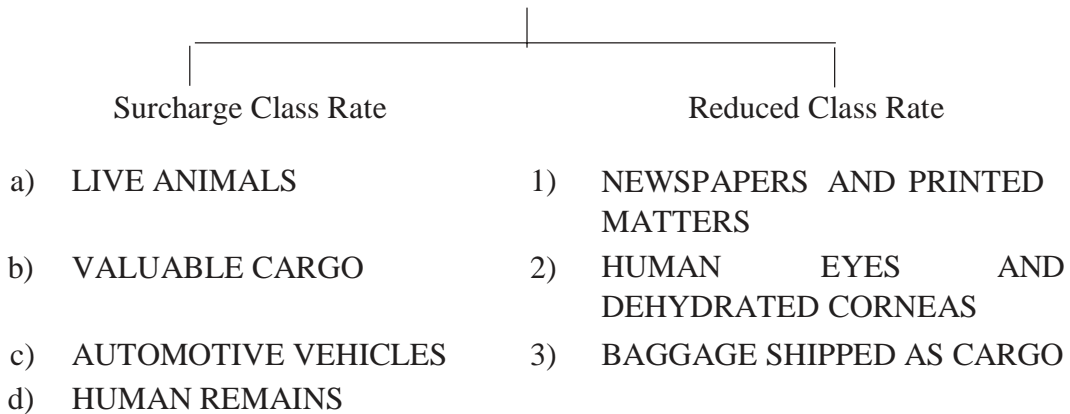 Surcharge Class Rate
Reduced Class Rate
a) LIVE ANIMALS
1) NEWSPAPERS AND PRINTED
MATTERS
b) VALUABLE CARGO
2) HUMAN EYES AND
DEHYDRATED CORNEAS
c) AUTOMOTIVE VEHICLES
3) BAGGAGE SHIPPED AS CARGO
d) HUMAN REMAINS